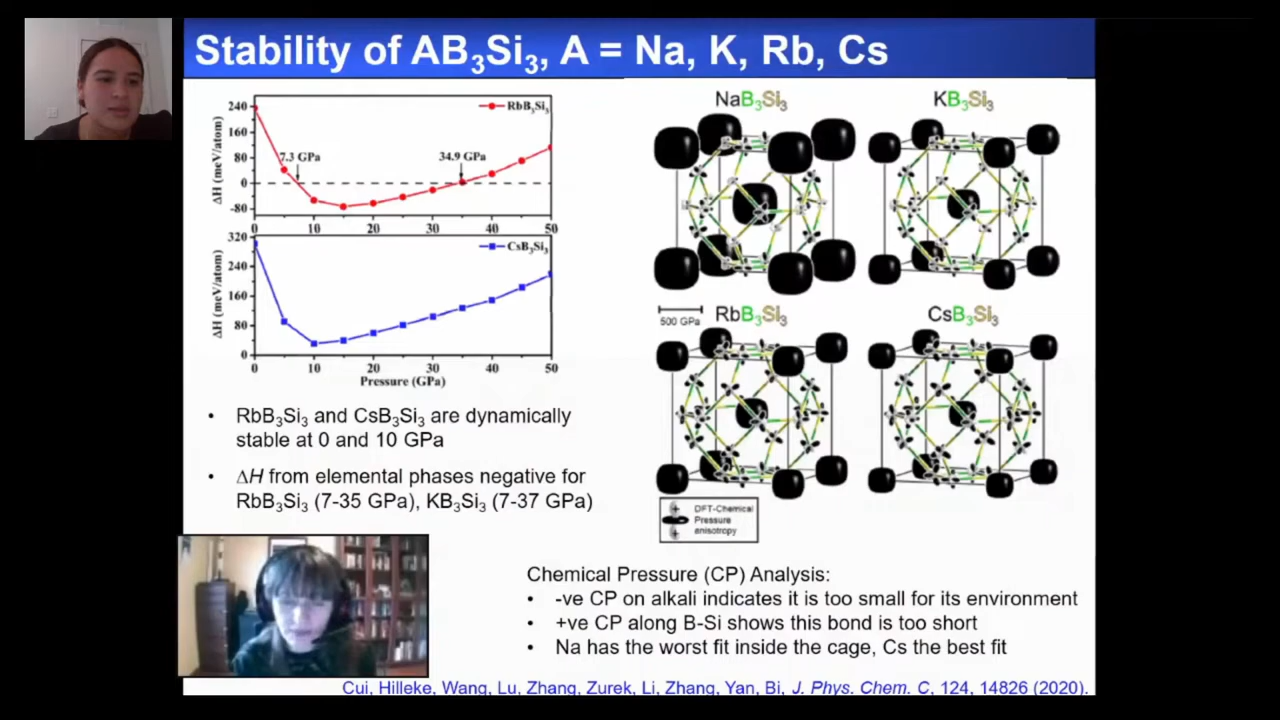 Stability of AB₃Si₃, A = Na, K, Rb, Cs
240
160
80
0
-80
ΔH (meV/atom)
RbB₃Si₃
7.3 GPa
34.9 GPa
0 10 20 30 40 50
320
240
160
80
0
ΔH (meV/atom)
CsB₃Si₃
0 10 20 30 40 50
Pressure (GPa)
NaB₃Si₃
KB₃Si₃
500 GPa
RbB₃Si₃
CsB₃Si₃
+
+
DFT-Chemical
Pressure
anisotropy
• RbB₃Si₃ and CsB₃Si₃ are dynamically
stable at 0 and 10 GPa
• ΔH from elemental phases negative for
RbB₃Si₃ (7-35 GPa), KB₃Si₃ (7-37 GPa)
Chemical Pressure (CP) Analysis:
• -ve CP on alkali indicates it is too small for its environment
• +ve CP along B-Si shows this bond is too short
• Na has the worst fit inside the cage, Cs the best fit
Cui, Hilleke, Wang, Lu, Zhang, Zurek, Li, Zhang, Yan, Bi, J. Phys. Chem. C, 124, 14826 (2020).